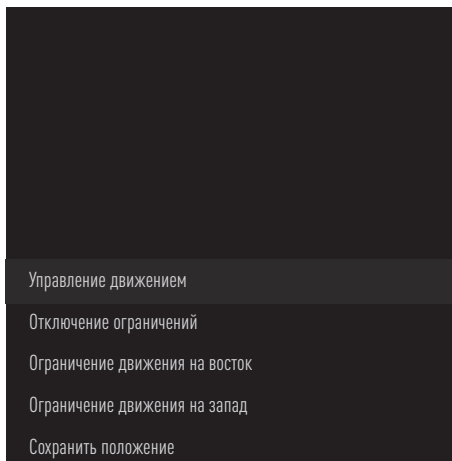 Управление движением
Отключение ограничений
Ограничение движения на восток
Ограничение движения на запад
Сохранить положение